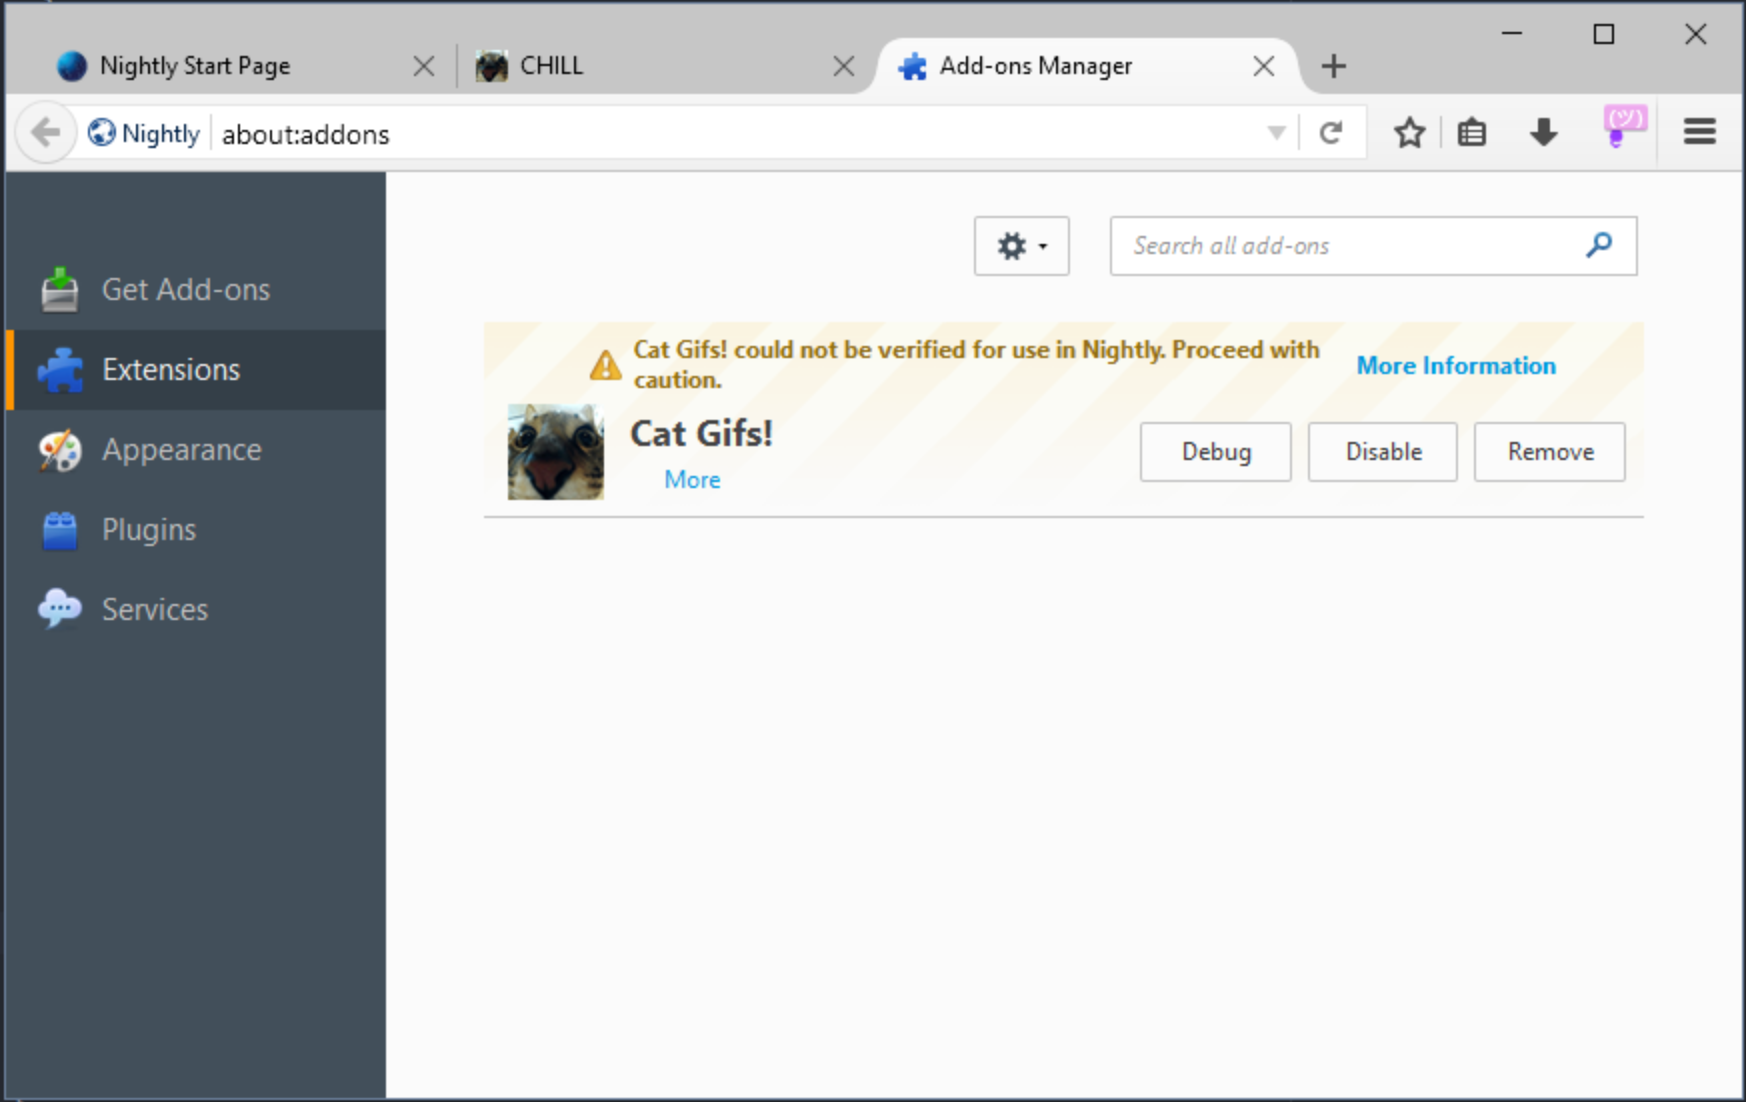 Nightly Start Page
CHILL
Add-ons Manager
Nightly
about:addons
(ツ)
Search all add-ons
Get Add-ons
Extensions
Appearance
Plugins
Services
Cat Gifs! could not be verified for use in Nightly. Proceed with
caution.
More Information
Cat Gifs!
More
Debug
Disable
Remove